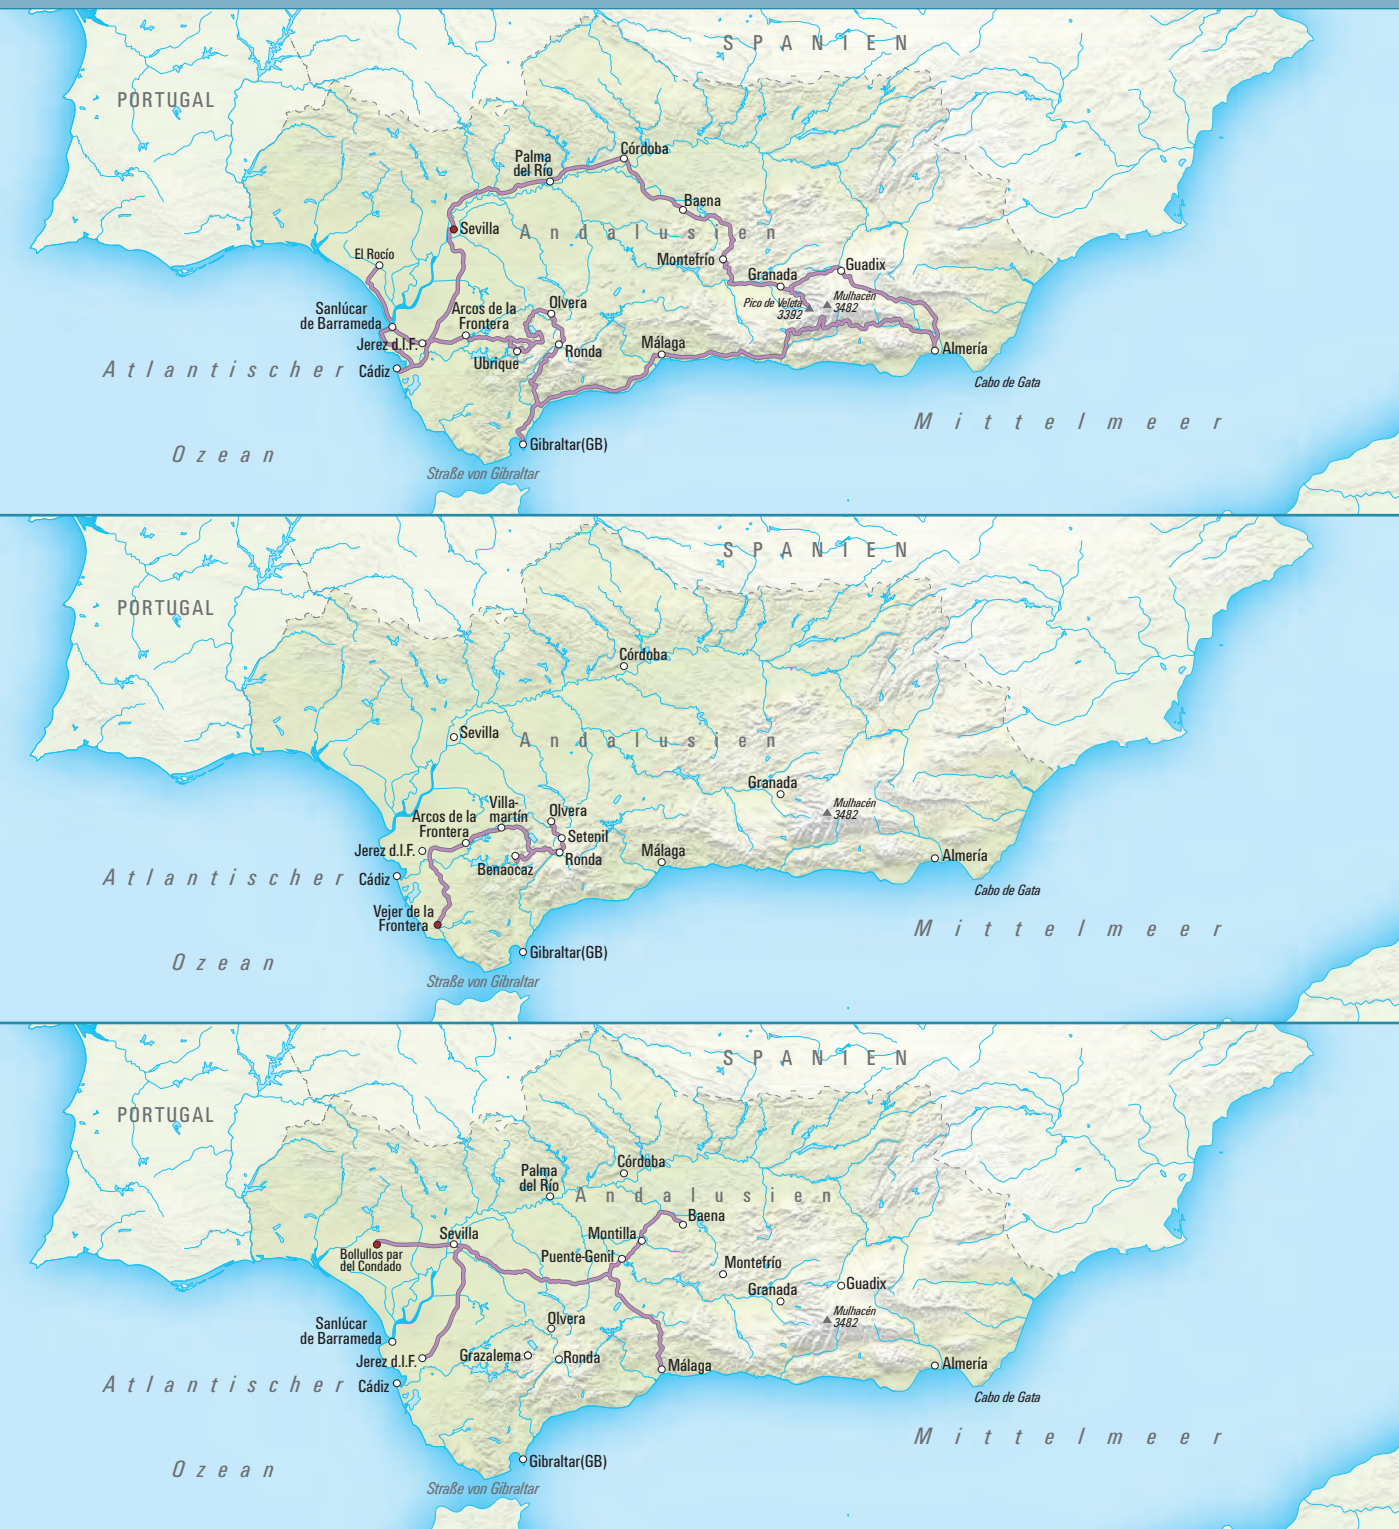 SPANIEN
PORTUGAL
Córdoba
Palma
del Río
Baena
Sevilla
Andalusien
El Rocío
Montefrío
Guadix
Granada
Pico de Veleta
3392
Mulhacén
3482
Sanlúcar
de Barrameda
Arcos de la
Frontera
Olvera
Jerez d.l.F.
Ronda
Málaga
Almería
Ubrique
Atlantischer
Cádiz
Cabo de Gata
Mittelmeer
Gibraltar(GB)
Ozean
Straße von Gibraltar
SPANIEN
PORTUGAL
Córdoba
Sevilla
Andalusien
Granada
Mulhacén
3482
Villa-
martín
Arcos de la
Frontera
Olvera
Setenil
Jerez d.l.F.
Ronda
Málaga
Almería
Benaocaz
Atlantischer
Cádiz
Cabo de Gata
Vejer de la
Frontera
Mittelmeer
Gibraltar(GB)
Ozean
Straße von Gibraltar
SPANIEN
PORTUGAL
Córdoba
Palma
del Río
Andalusien
Baena
Sevilla
Montilla
Bollullos par
del Condado
Puente-Genil
Montefrío
Guadix
Granada
Mulhacén
3482
Sanlúcar
de Barrameda
Olvera
Jerez d.l.F.
Grazalema
Ronda
Málaga
Almería
Atlantischer
Cádiz
Cabo de Gata
Mittelmeer
Gibraltar(GB)
Ozean
Straße von Gibraltar